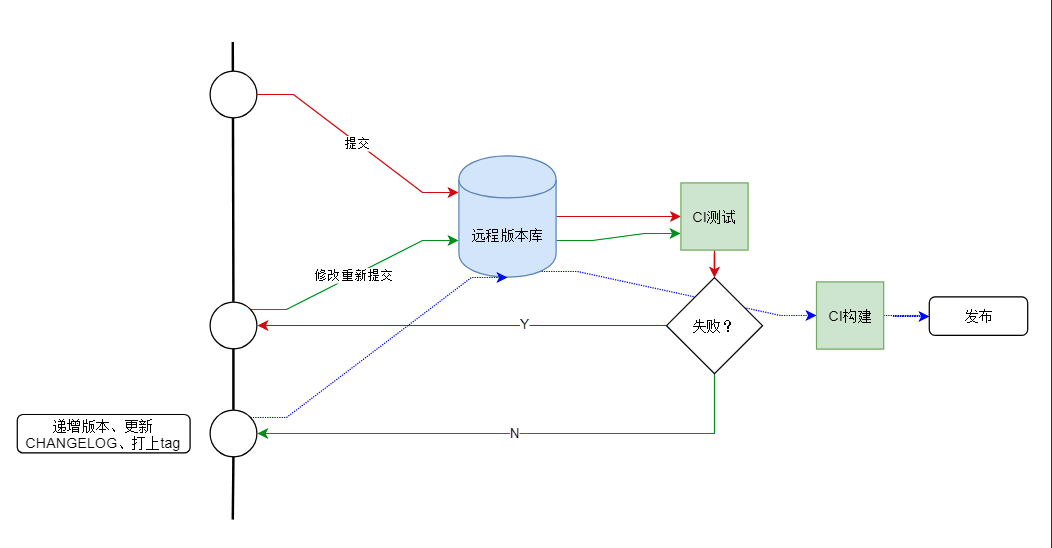 提交
远程版本库
CI测试
修改重新提交
Y
失败？
CI构建
发布
递增版本、更新
CHANGELOG、打上tag
N